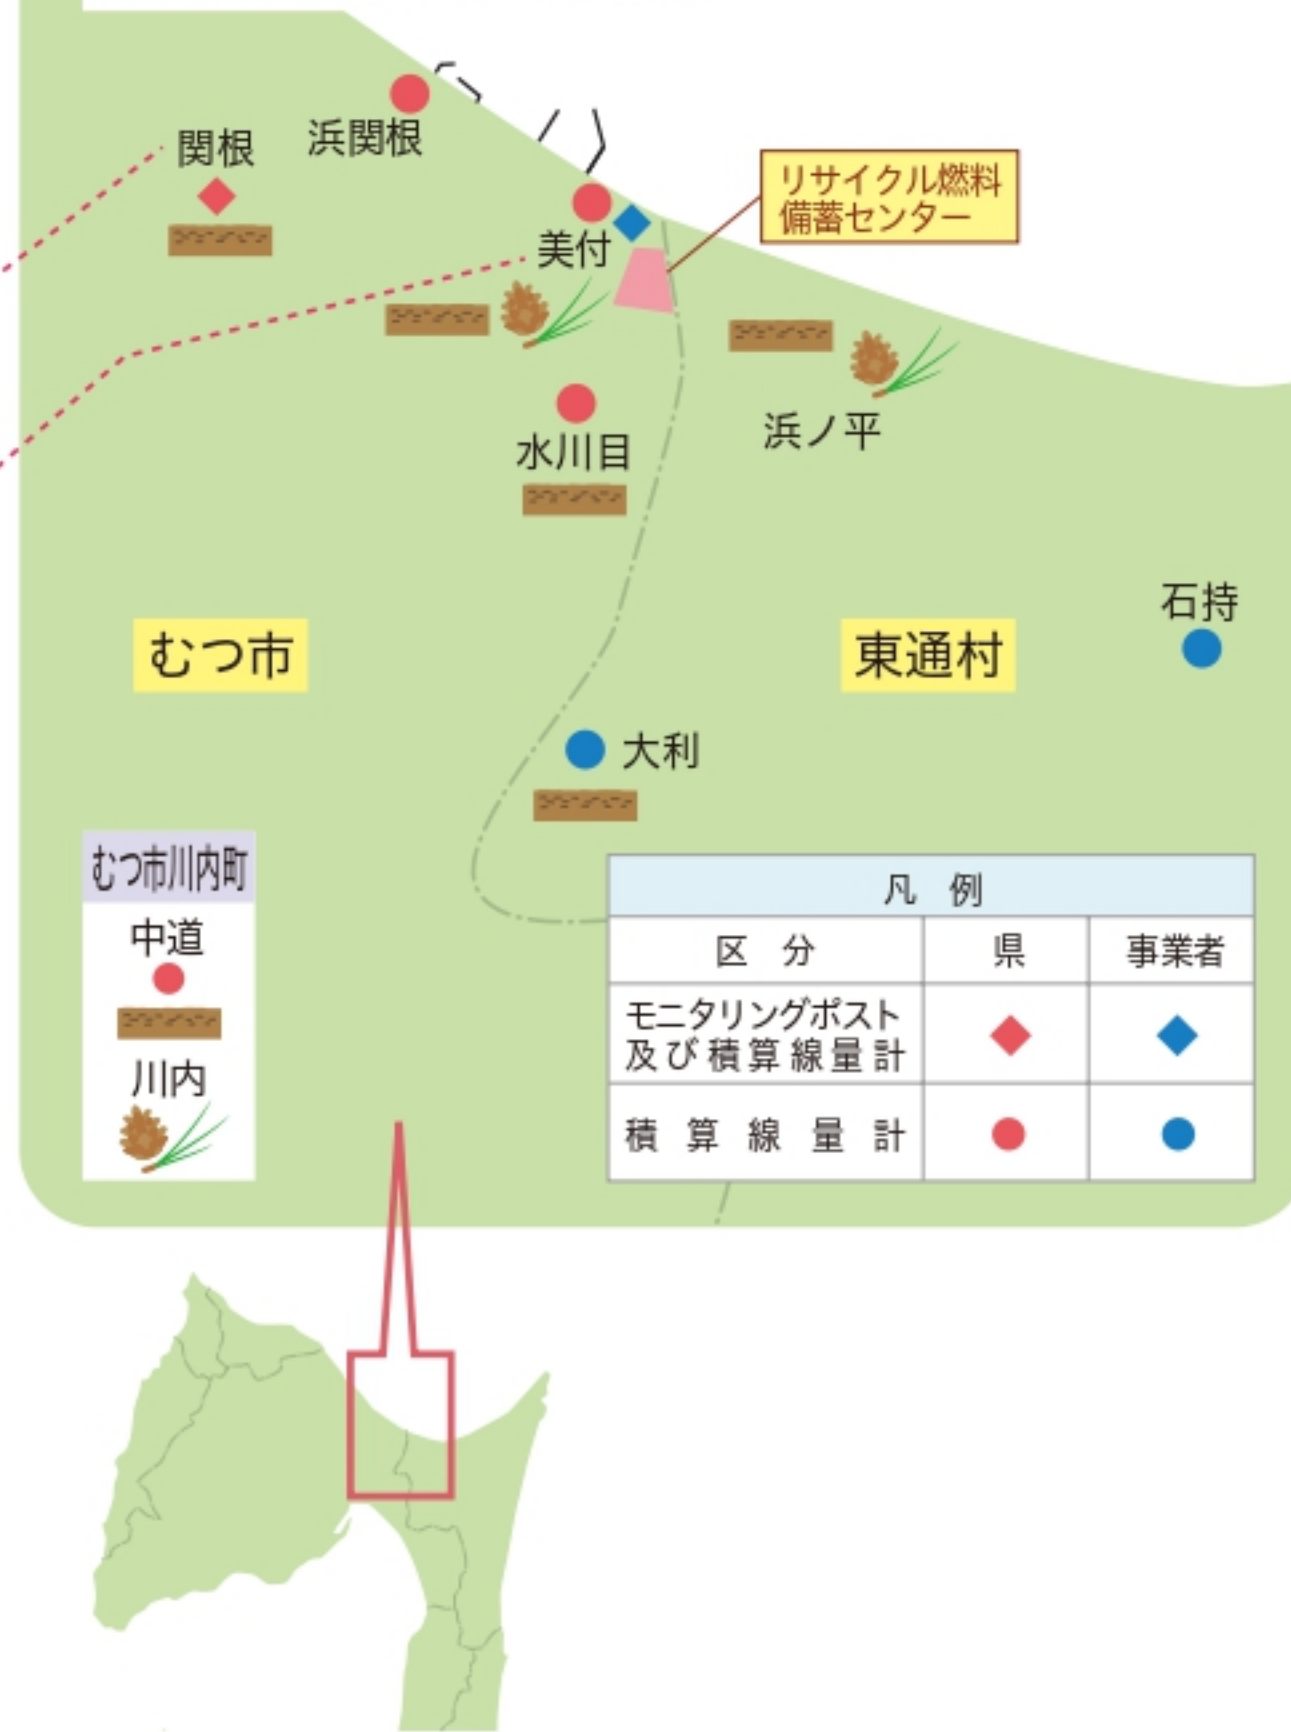 関根
浜関根
リサイクル燃料
備蓄センター
美付
浜ノ平
水川目
石持
むつ市
東通村
大利
むつ市川内町
中道
川内
凡 例
区 分
県
事業者
モニタリングポスト
及び積算線量計
積算線量計